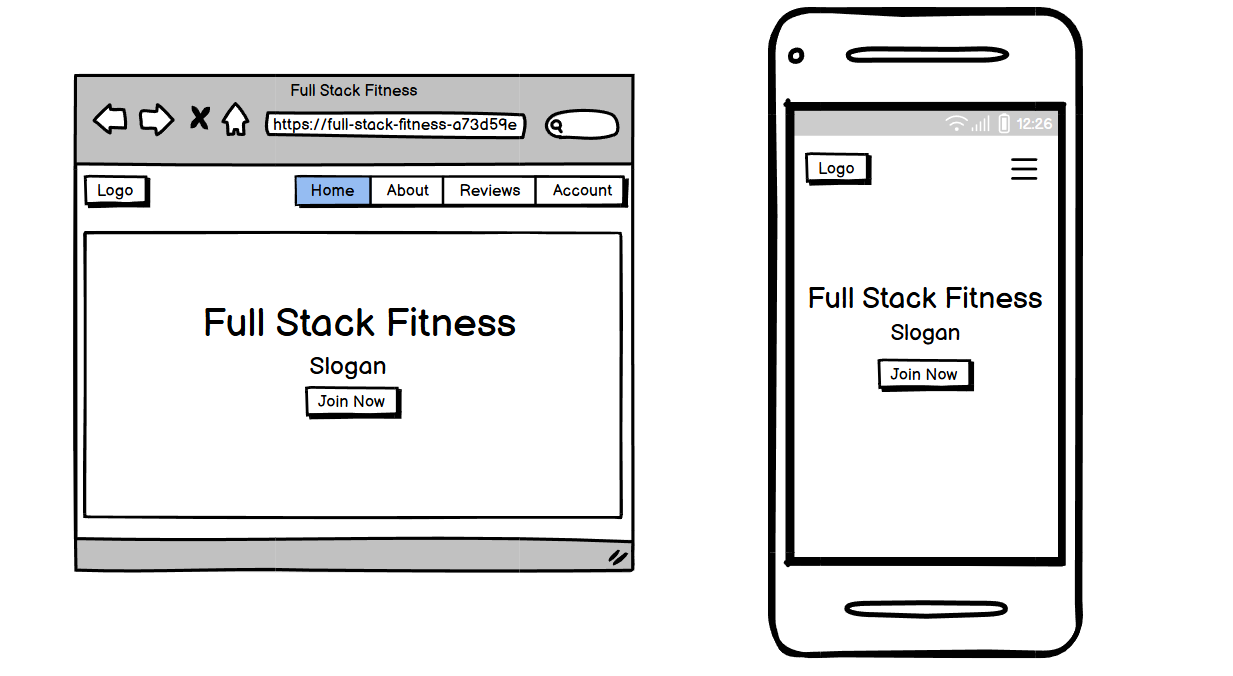 Full Stack Fitness
https://full-stack-fitness-a73d59e
Logo
Home About Reviews Account
Full Stack Fitness
Slogan
Join Now
12:26
Logo
Full Stack Fitness
Slogan
Join Now